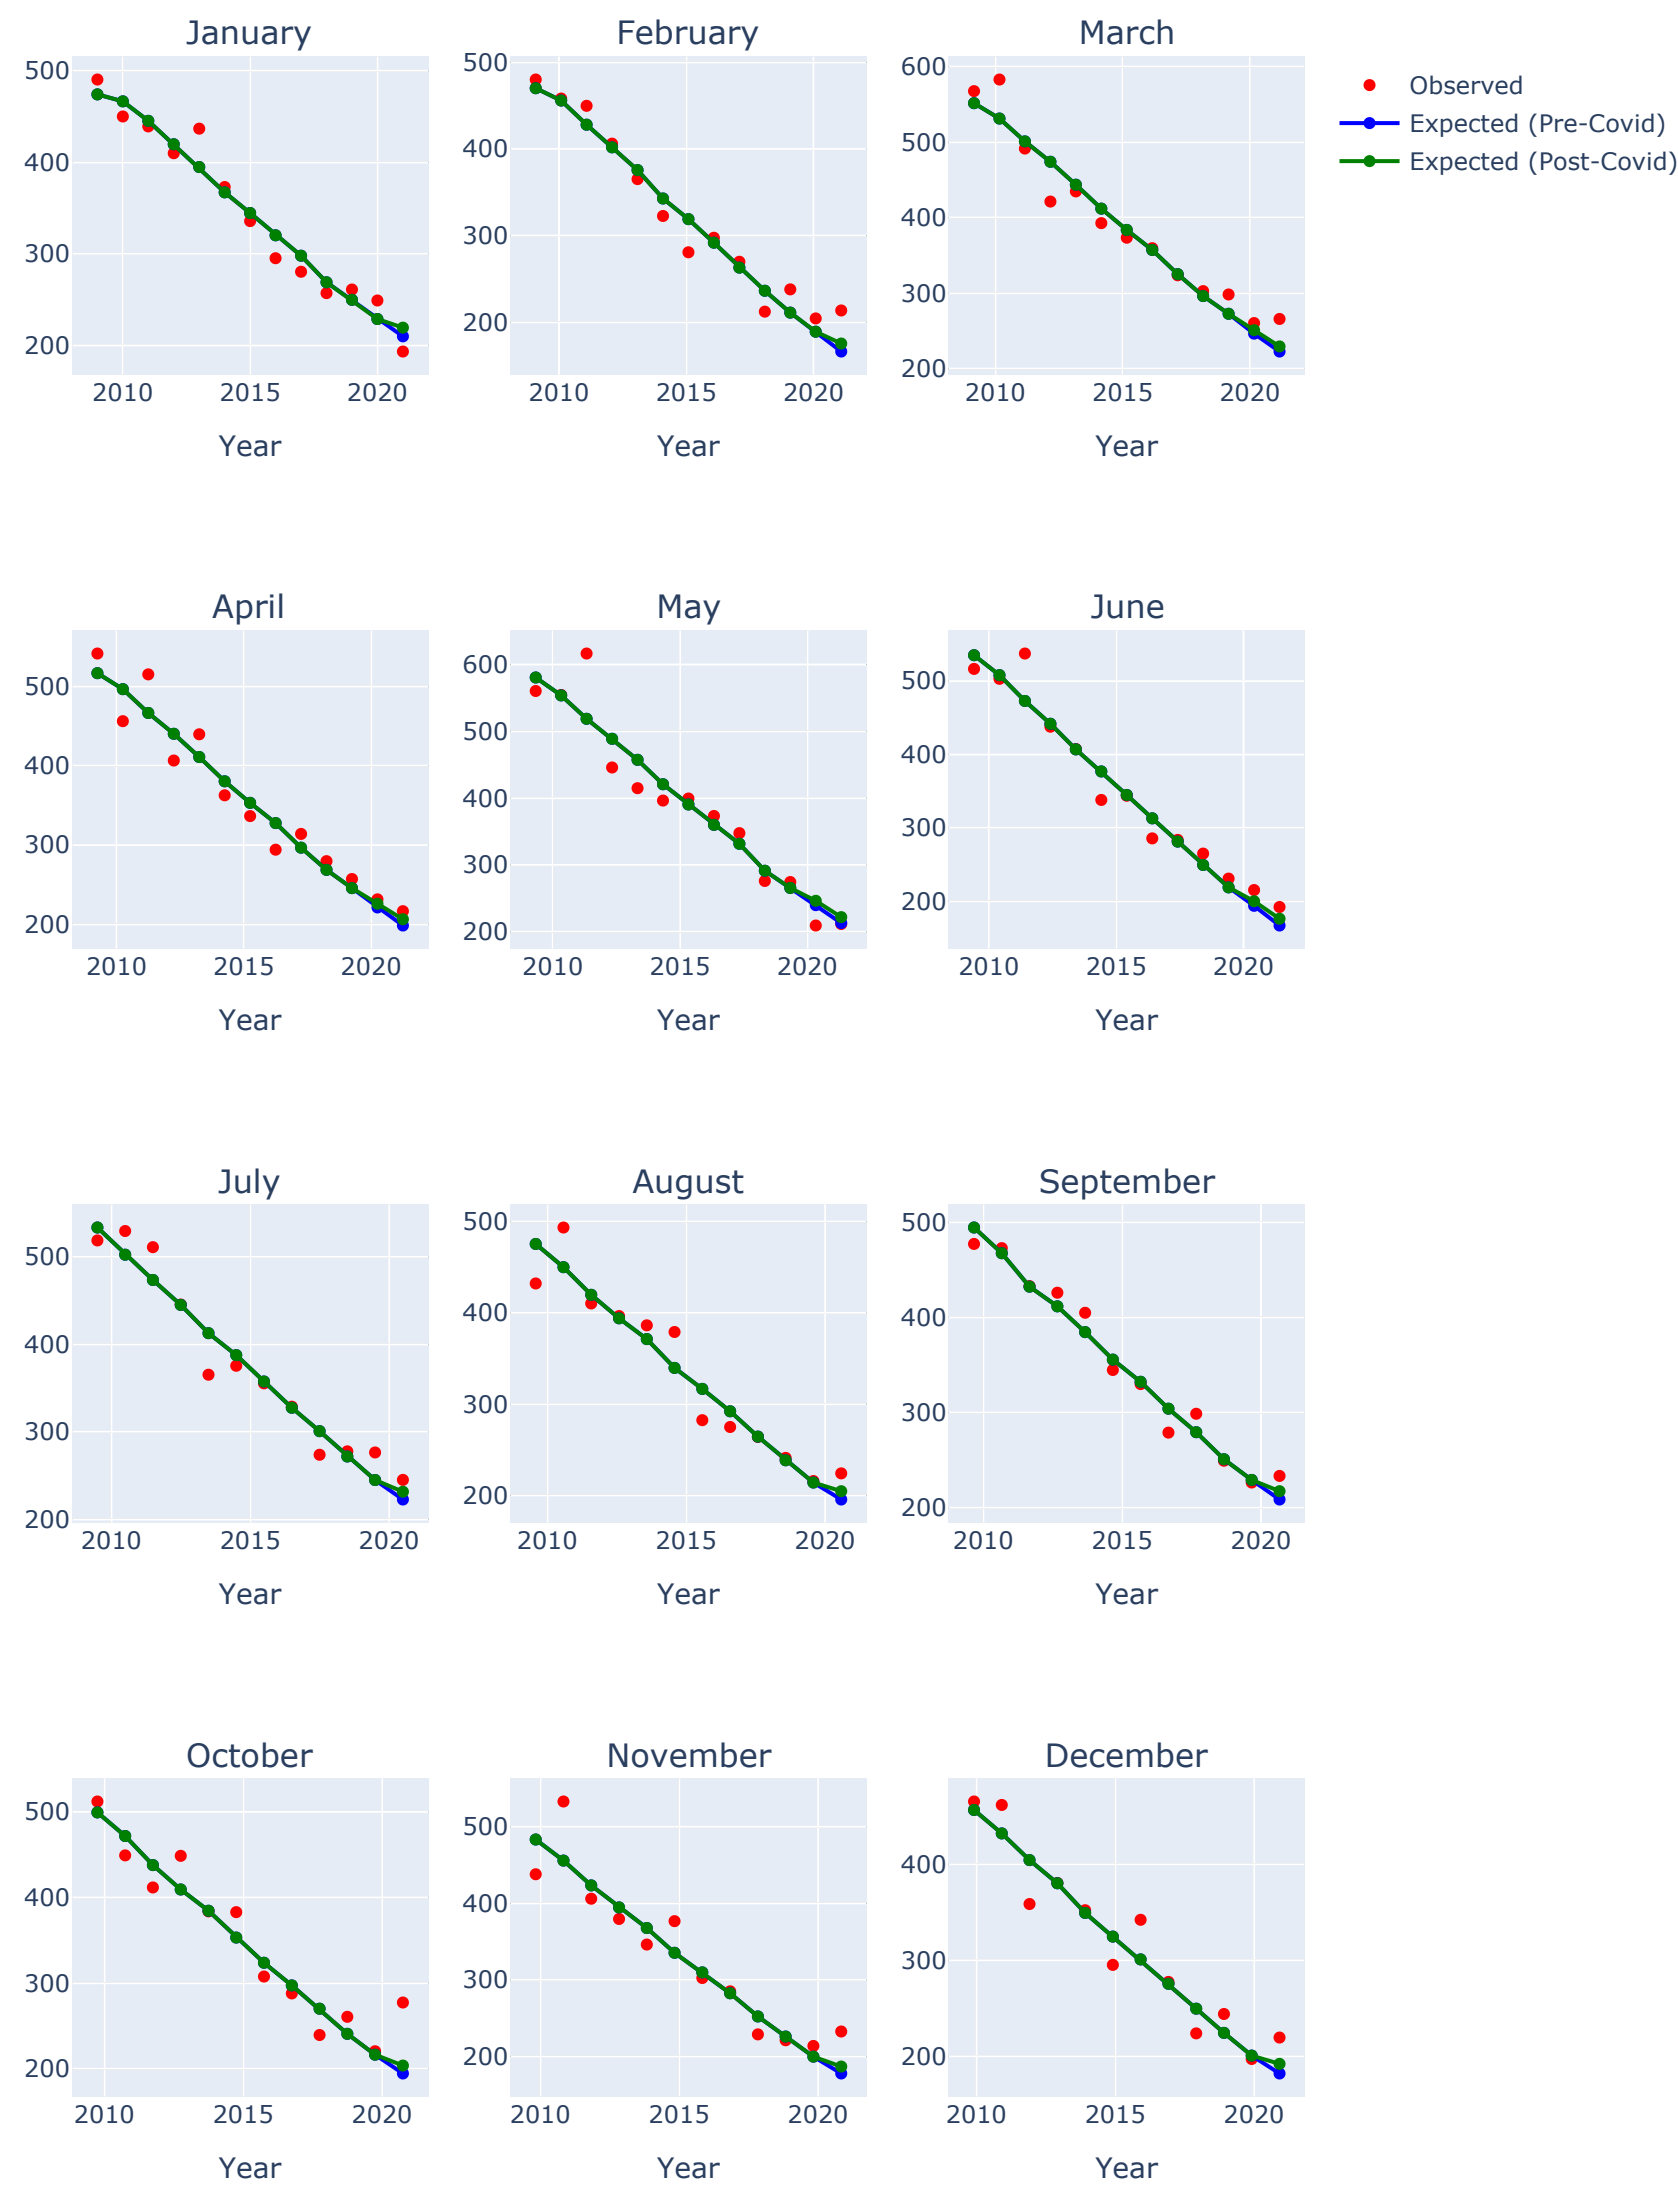 January
February
March
500
400
300
200
2010 2015 2020
Year
500
400
300
200
2010 2015 2020
Year
600
500
400
300
200
2010 2015 2020
Year
Observed
Expected (Pre-Covid)
Expected (Post-Covid)
April
May
June
500
400
300
200
2010 2015 2020
Year
600
500
400
300
200
2010 2015 2020
Year
500
400
300
200
2010 2015 2020
Year
July
August
September
500
400
300
200
2010 2015 2020
Year
500
400
300
200
2010 2015 2020
Year
500
400
300
200
2010 2015 2020
Year
October
November
December
500
400
300
200
2010 2015 2020
Year
500
400
300
200
2010 2015 2020
Year
400
300
200
2010 2015 2020
Year